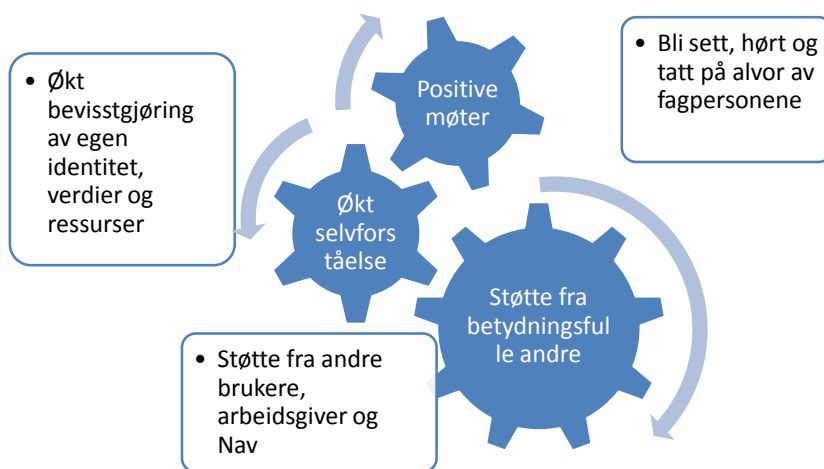 • Økt
bevisstgjøring
av egen
identitet,
verdier og
ressurser
Positive
møter
• Bli sett, hørt og
tatt på alvor av
fagpersonene
Økt
selvfors
tåelse
Støtte fra
betydningsful
le andre
• Støtte fra andre
brukere,
arbeidsgiver og
Nav